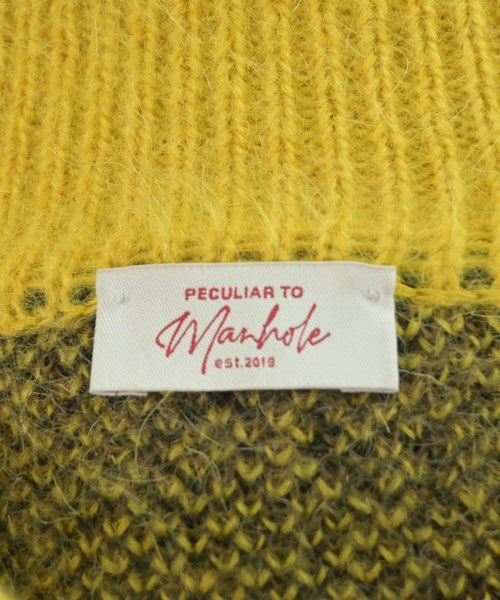 PECULIAR TO
Manhole
est.2019